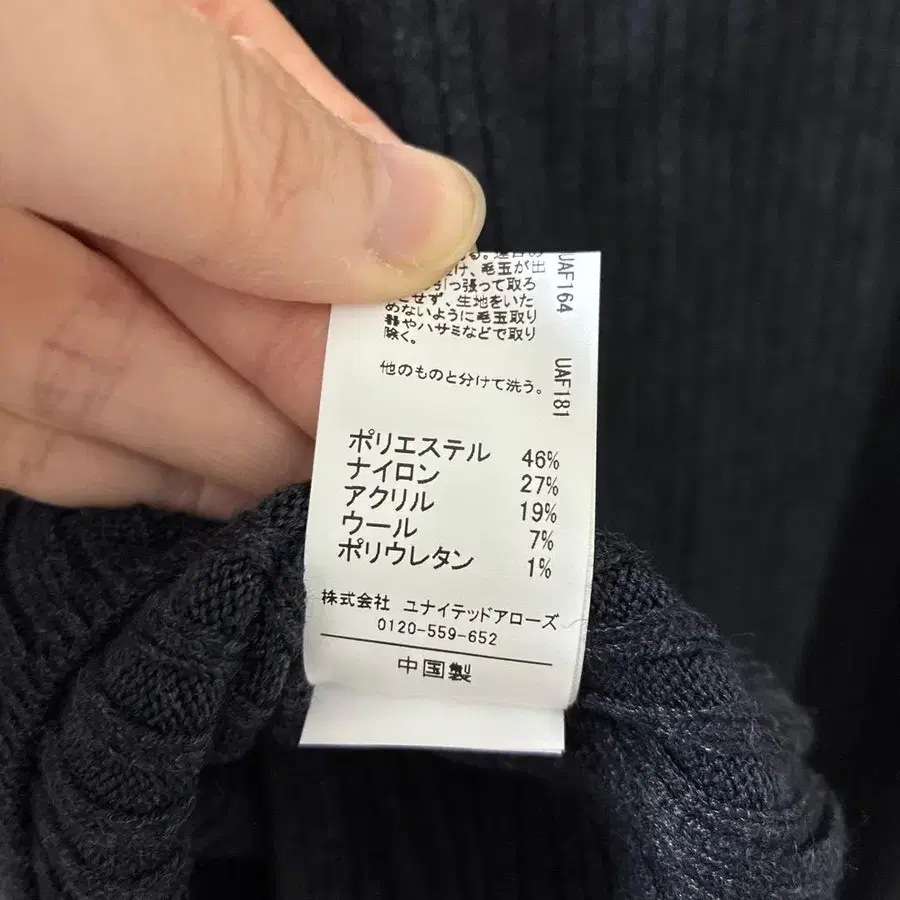 け、毛玉が出
引っ張って取ろ
とせず、生地をいた
めないように毛玉取り
器やハサミなどで取り
除く。
他のものと分けて洗う。
UAF164
UAF181
ポリエステル 46%
ナイロン 27%
アクリル 19%
ウール 7%
ポリウレタン 1%
株式会社 ユナイテッドアローズ
0120-559-652
中国製